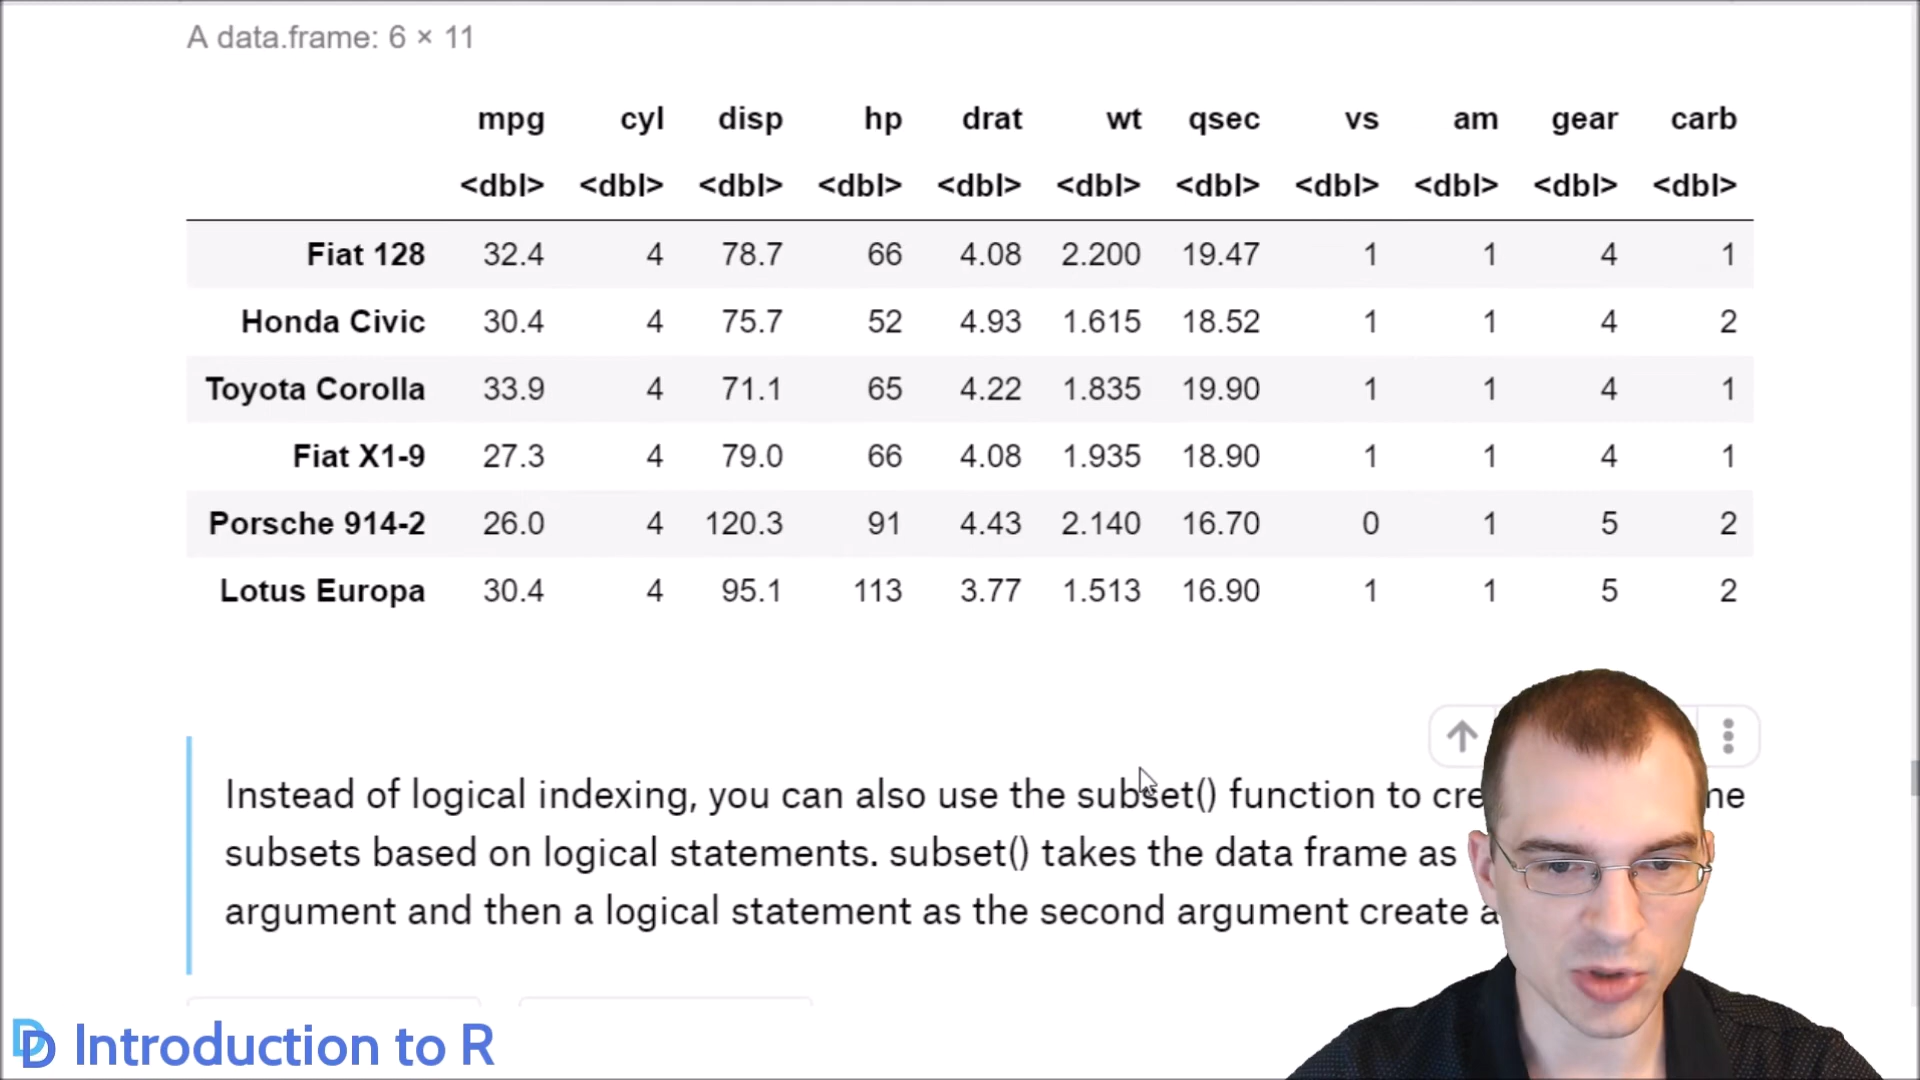 A data.frame: 6 × 11
mpg cyl disp hp drat wt qsec vs am gear carb
<dbl> <dbl> <dbl> <dbl> <dbl> <dbl> <dbl> <dbl> <dbl> <dbl> <dbl>
Fiat 128 32.4 4 78.7 66 4.08 2.200 19.47 1 1 4 1
Honda Civic 30.4 4 75.7 52 4.93 1.615 18.52 1 1 4 2
Toyota Corolla 33.9 4 71.1 65 4.22 1.835 19.90 1 1 4 1
Fiat X1-9 27.3 4 79.0 66 4.08 1.935 18.90 1 1 4 1
Porsche 914-2 26.0 4 120.3 91 4.43 2.140 16.70 0 1 5 2
Lotus Europa 30.4 4 95.1 113 3.77 1.513 16.90 1 1 5 2
Instead of logical indexing, you can also use the subset() function to
subsets based on logical statements. subset() takes the data frame as
argument and then a logical statement as the second argument create a
Introduction to R